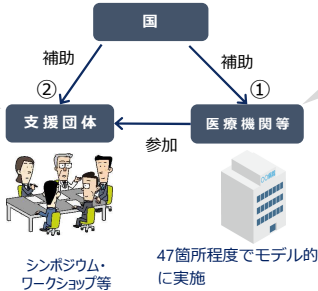 国
補助
補助
②
①
支援団体
医療機関等
参加
シンポジウム・
ワークショップ等
47箇所程度でモデル的
に実施